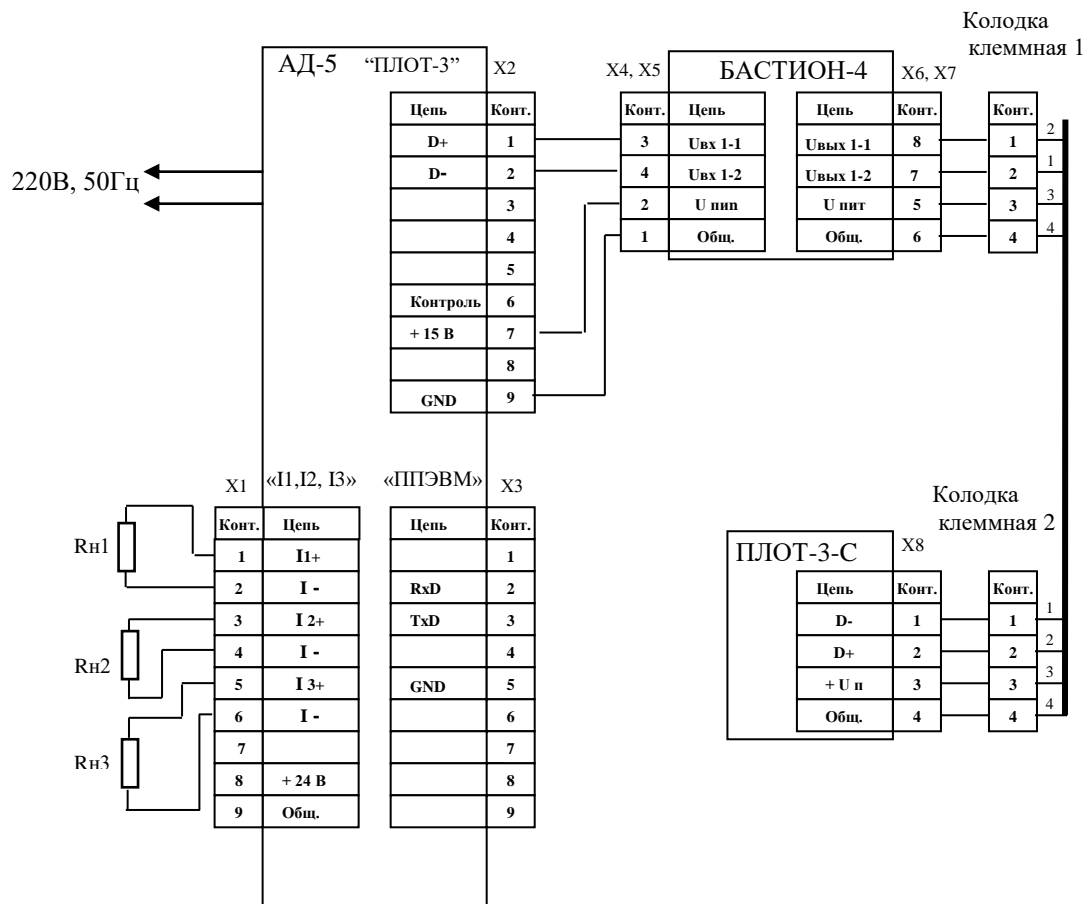 Колодка
клеммная 1
АД-5 “ПЛОТ-3” X2
X4, X5 БАСТИОН-4 X6, X7
Цепь Конт.
D+ 1
D- 2
3
4
5
Контроль 6
+ 15 В 7
8
GND 9
220В, 50Гц
Конт. Цепь
3 Uвх 1-1
4 Uвх 1-2
2 U пип
1 Общ.
Цепь Конт.
Uвых 1-1 8
Uвых 1-2 7
U пит 5
Общ. 6
Конт.
1 2
2 1
3 3
4 4
X1 «I1,I2, I3» «ППЭВМ» X3
Конт. Цепь
1 I1+
2 I -
3 I 2+
4 I -
5 I 3+
6 I -
7
8 + 24 В
9 Общ.
Rн1
Rн2
Rн3
Цепь Конт.
1
RxD 2
TxD 3
4
GND 5
6
7
8
9
Колодка
клеммная 2
ПЛОТ-3-С X8
Цепь Конт.
D- 1
D+ 2
+ U п 3
Общ. 4
Конт.
1 1
2 2
3 3
4 4